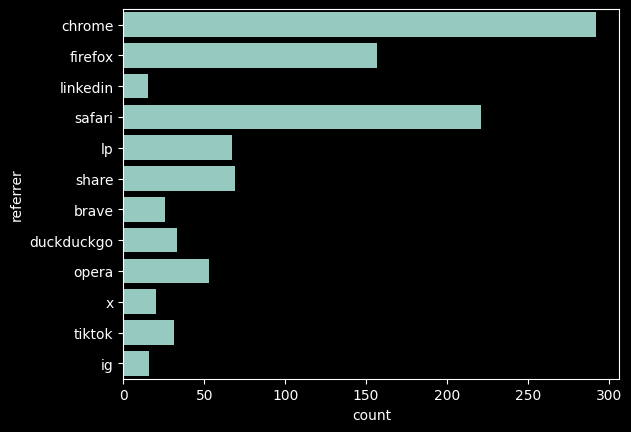 chrome
firefox
linkedin
safari
lp
share
brave
duckduckgo
opera
x
tiktok
ig
referrer
0 50 100 150 200 250 300
count